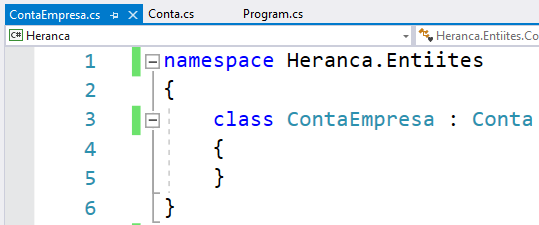 ContaEmpresa.cs Conta.cs Program.cs
C# Heranca Heranca.Entiites.Co
1 namespace Heranca.Entiites
2 {
3 class ContaEmpresa : Conta
4 {
5 }
6 }